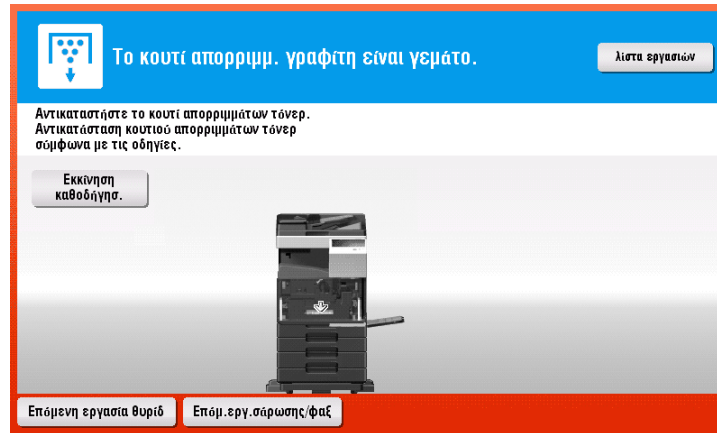 Το κουτί απορριμμ. γραφίτη είναι γεμάτο.
λίστα εργασιών
Αντικαταστήστε το κουτί απορριμμάτων τόνερ.
Αντικατάσταση κουτιού απορριμμάτων τόνερ
σύμφωνα με τις οδηγίες.
Εκκίνηση
καθοδήγησ.
Επόμενη εργασία θυρίδ
Επόμ.εργ.σάρωσης/φαξ